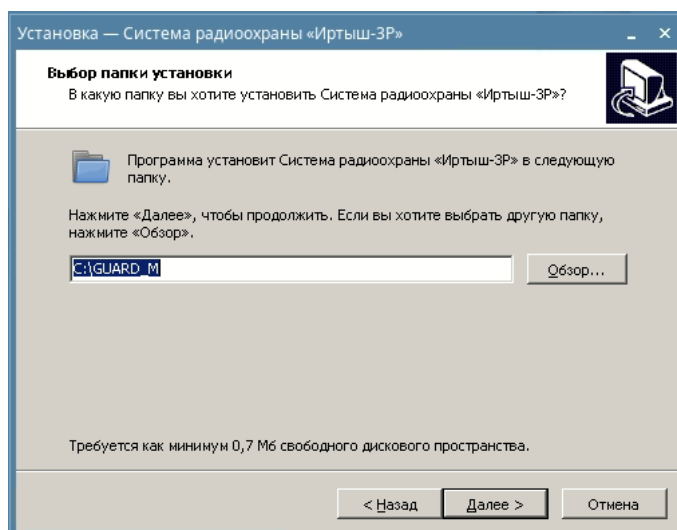 Установка — Система радиоохраны «Иртыш-3Р»
Выбор папки установки
В какую папку вы хотите установить Система радиоохраны «Иртыш-3Р»?
Программа установит Система радиоохраны «Иртыш-3Р» в следующую
папку.
Нажмите «Далее», чтобы продолжить. Если вы хотите выбрать другую папку,
нажмите «Обзор».
C:\GUARD_M
Обзор...
Требуется как минимум 0,7 Мб свободного дискового пространства.
< Назад
Далее >
Отмена